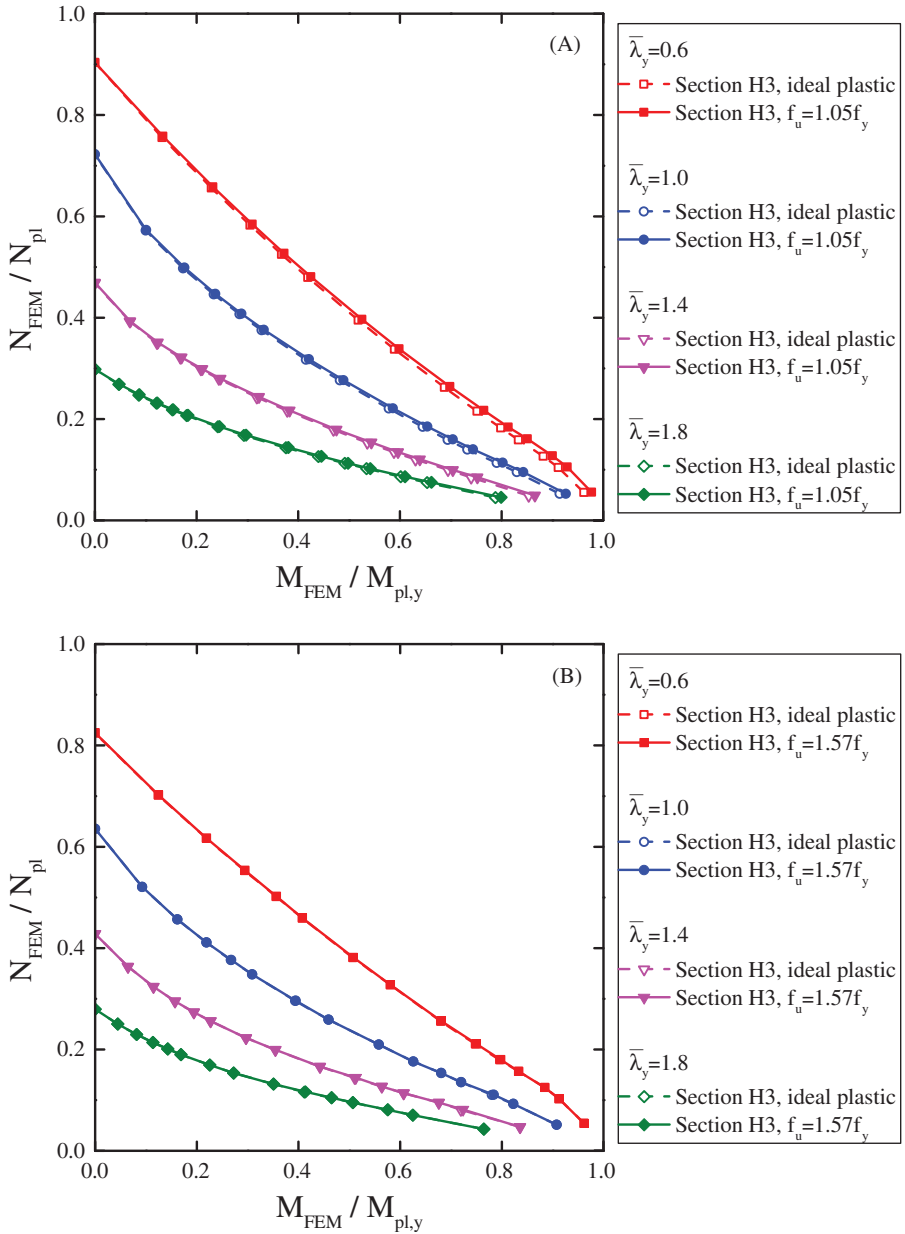 1.0
0.8
0.6
0.4
0.2
0.0
N_FEM / N_pl
(A)
0.0 0.2 0.4 0.6 0.8 1.0
M_FEM / M_pl,y
λ̅_y=0.6
Section H3, ideal plastic
Section H3, f_u=1.05f_y
λ̅_y=1.0
Section H3, ideal plastic
Section H3, f_u=1.05f_y
λ̅_y=1.4
Section H3, ideal plastic
Section H3, f_u=1.05f_y
λ̅_y=1.8
Section H3, ideal plastic
Section H3, f_u=1.05f_y
1.0
0.8
0.6
0.4
0.2
0.0
N_FEM / N_pl
(B)
0.0 0.2 0.4 0.6 0.8 1.0
M_FEM / M_pl,y
λ̅_y=0.6
Section H3, ideal plastic
Section H3, f_u=1.57f_y
λ̅_y=1.0
Section H3, ideal plastic
Section H3, f_u=1.57f_y
λ̅_y=1.4
Section H3, ideal plastic
Section H3, f_u=1.57f_y
λ̅_y=1.8
Section H3, ideal plastic
Section H3, f_u=1.57f_y